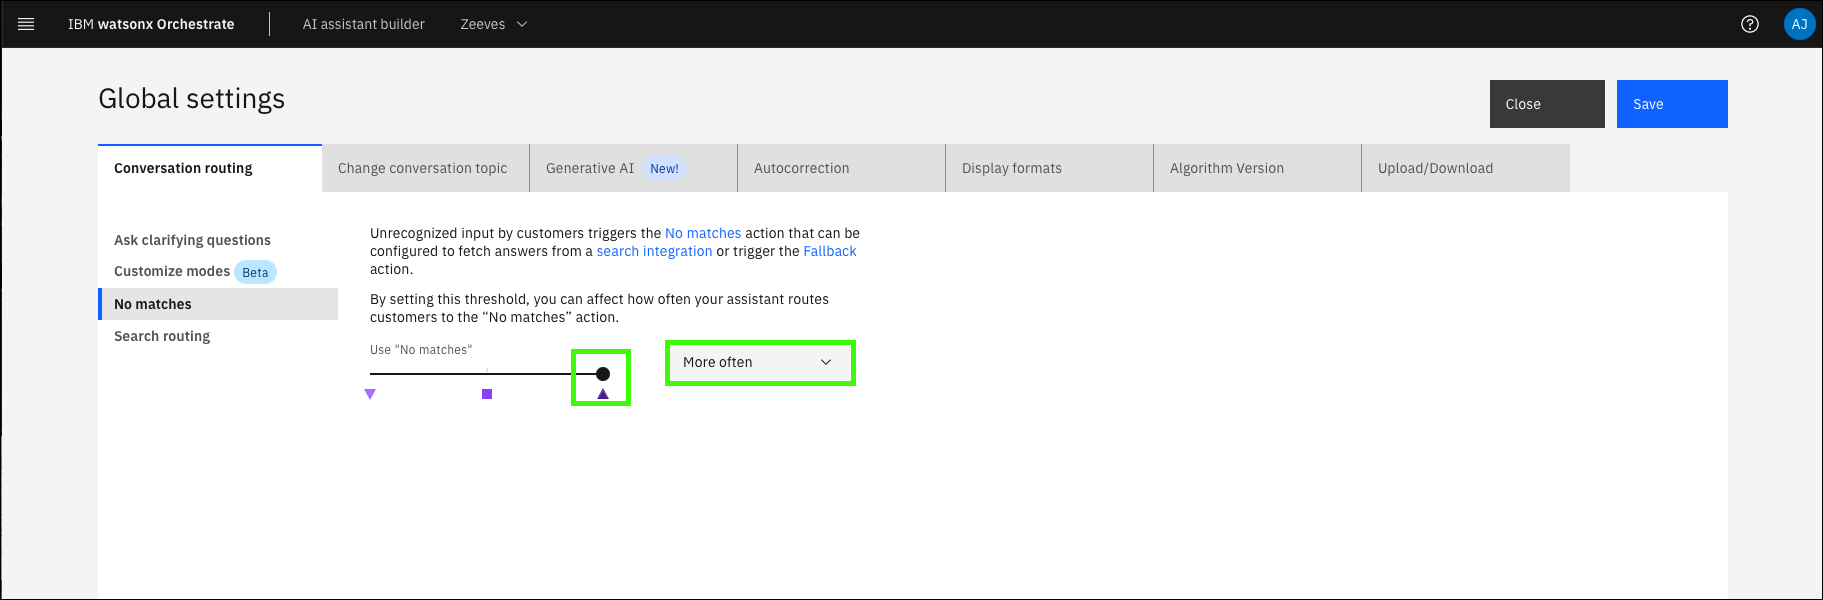 IBM watsonx Orchestrate
AI assistant builder
Zeeves
AJ
Global settings
Close
Save
Conversation routing
Change conversation topic
Generative AI New!
Autocorrection
Display formats
Algorithm Version
Upload/Download
Ask clarifying questions
Customize modes Beta
No matches
Search routing
Unrecognized input by customers triggers the No matches action that can be
configured to fetch answers from a search integration or trigger the Fallback
action.
By setting this threshold, you can affect how often your assistant routes
customers to the “No matches” action.
Use "No matches"
More often